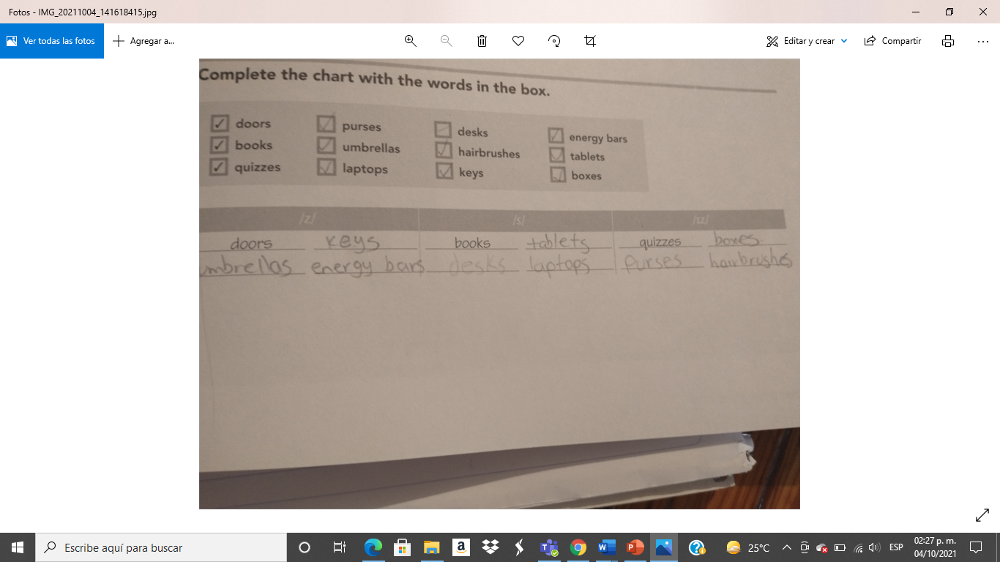 Fotos - IMG_20211004_141618415.jpg
Ver todas las fotos
Agregar a...
Editar y crear
Compartir
Complete the chart with the words in the box.
doors purses desks energy bars
books umbrellas hairbrushes tablets
quizzes laptops keys boxes
/z/ /s/ /ɪz/
doors keys books tablets quizzes boxes
umbrellas energy bars desks laptops purses hairbrushes
Escribe aquí para buscar
25°C
ESP
02:27 p. m.
04/10/2021